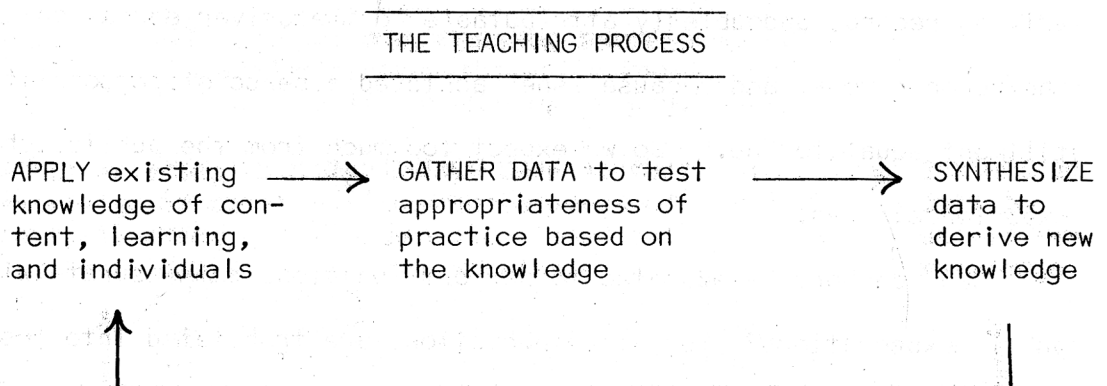 THE TEACHING PROCESS
APPLY existing
knowledge of con-
tent, learning,
and individuals
GATHER DATA to test
appropriateness of
practice based on
the knowledge
SYNTHESIZE
data to
derive new
knowledge